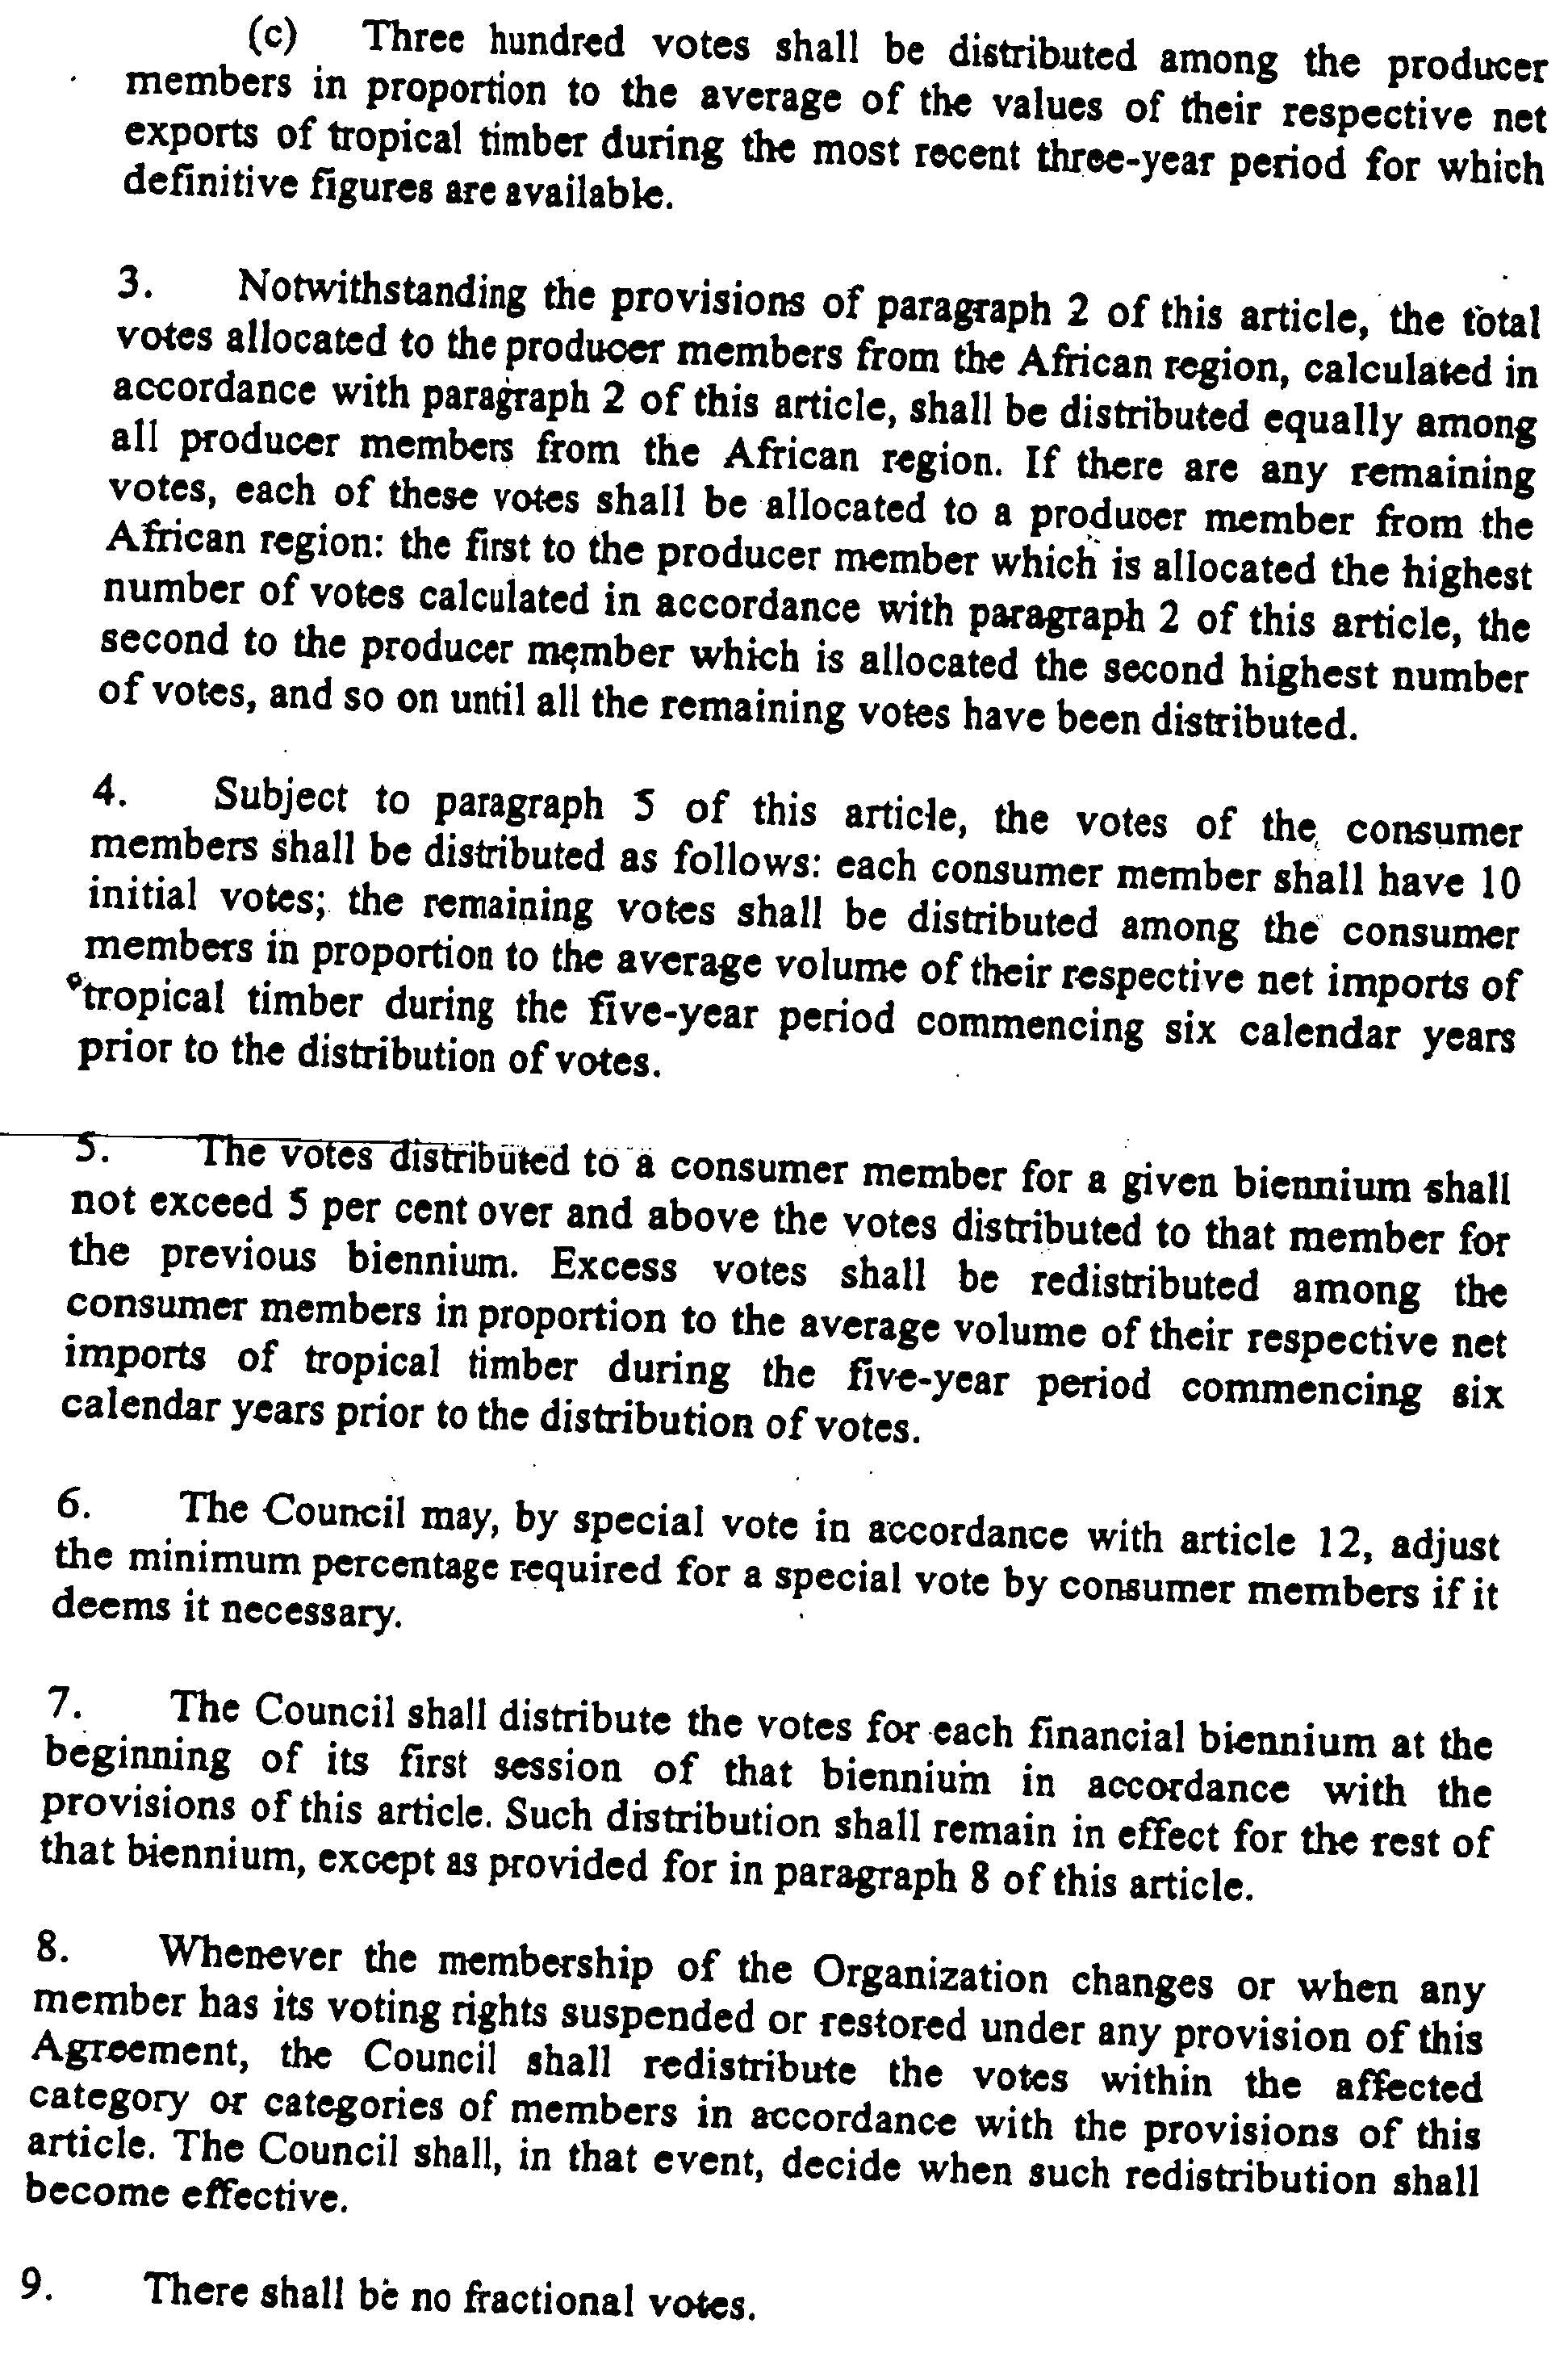 (c) Three hundred votes shall be distributed among the producer
members in proportion to the average of the values of their respective net
exports of tropical timber during the most recent three-year period for which
definitive figures are available.
3. Notwithstanding the provisions of paragraph 2 of this article, the total
votes allocated to the producer members from the African region, calculated in
accordance with paragraph 2 of this article, shall be distributed equally among
all producer members from the African region. If there are any remaining
votes, each of these votes shall be allocated to a producer member from the
African region: the first to the producer member which is allocated the highest
number of votes calculated in accordance with paragraph 2 of this article, the
second to the producer member which is allocated the second highest number
of votes, and so on until all the remaining votes have been distributed.
4. Subject to paragraph 5 of this article, the votes of the consumer
members shall be distributed as follows: each consumer member shall have 10
initial votes; the remaining votes shall be distributed among the consumer
members in proportion to the average volume of their respective net imports of
tropical timber during the five-year period commencing six calendar years
prior to the distribution of votes.
5. The votes distributed to a consumer member for a given biennium shall
not exceed 5 per cent over and above the votes distributed to that member for
the previous biennium. Excess votes shall be redistributed among the
consumer members in proportion to the average volume of their respective net
imports of tropical timber during the five-year period commencing six
calendar years prior to the distribution of votes.
6. The Council may, by special vote in accordance with article 12, adjust
the minimum percentage required for a special vote by consumer members if it
deems it necessary.
7. The Council shall distribute the votes for each financial biennium at the
beginning of its first session of that biennium in accordance with the
provisions of this article. Such distribution shall remain in effect for the rest of
that biennium, except as provided for in paragraph 8 of this article.
8. Whenever the membership of the Organization changes or when any
member has its voting rights suspended or restored under any provision of this
Agreement, the Council shall redistribute the votes within the affected
category or categories of members in accordance with the provisions of this
article. The Council shall, in that event, decide when such redistribution shall
become effective.
9. There shall be no fractional votes.